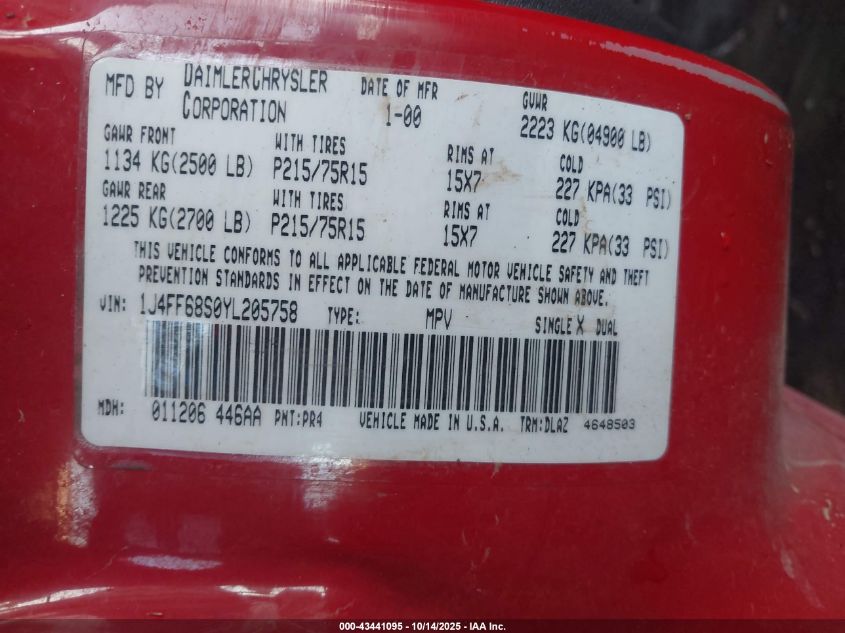 MFD BY DAIMLERCHRYSLER CORPORATION DATE OF MFR 1-00 GVWR 2223 KG(04900 LB)
GAWR FRONT WITH TIRES RIMS AT COLD
1134 KG(2500 LB) P215/75R15 15X7 227 KPA(33 PSI)
GAWR REAR WITH TIRES RIMS AT COLD
1225 KG(2700 LB) P215/75R15 15X7 227 KPA(33 PSI)
THIS VEHICLE CONFORMS TO ALL APPLICABLE FEDERAL MOTOR VEHICLE SAFETY AND THEFT
PREVENTION STANDARDS IN EFFECT ON THE DATE OF MANUFACTURE SHOWN ABOVE.
VIN: 1J4FF68S0YL205758 TYPE: MPV SINGLE X DUAL
MDH: 011206 446AA PNT:PR4 VEHICLE MADE IN U.S.A. TRM:DLAZ 4648503
000-43441095 | 10/14/2025 - IAA Inc.